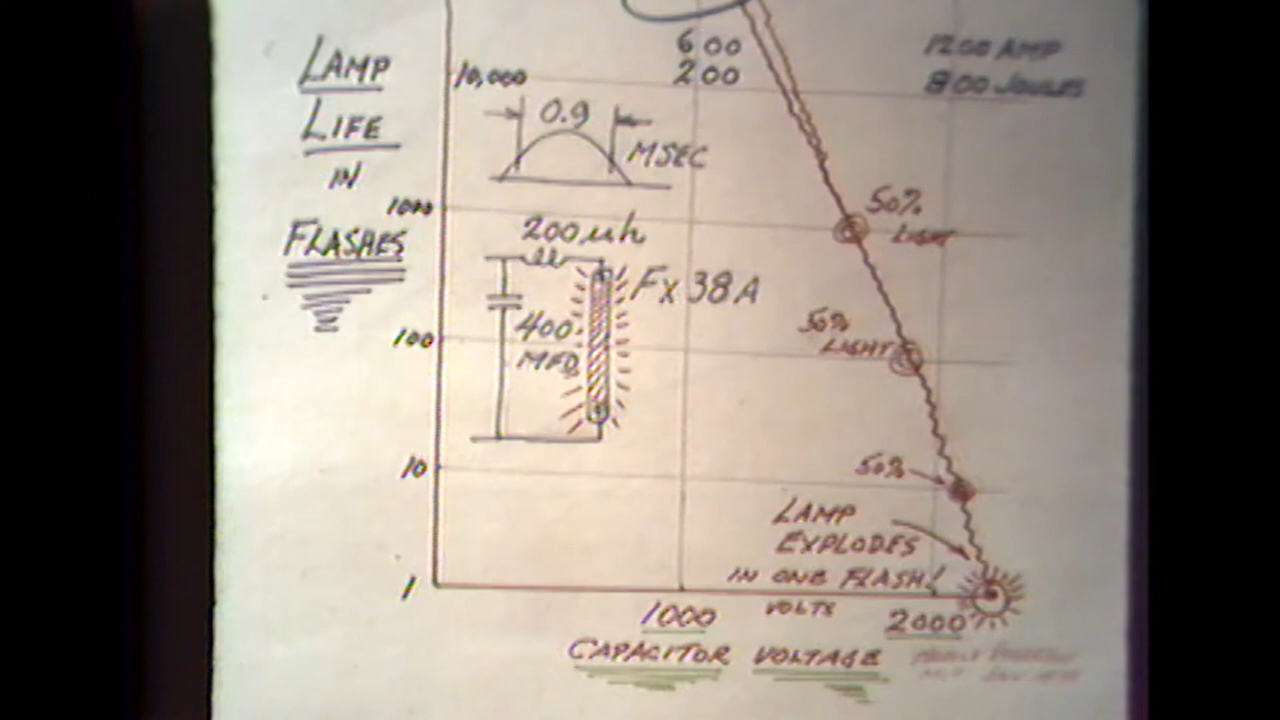 LAMP
LIFE
IN
FLASHES
10,000
1000
100
10
1
600
200
1200 AMP
800 JOULES
0.9
MSEC
200 uh
FX 38A
400
MFD
50%
LIGHT
50%
LIGHT
50%
LAMP
EXPLODES
IN ONE FLASH!
1000
VOLTS
2000
CAPACITOR VOLTAGE